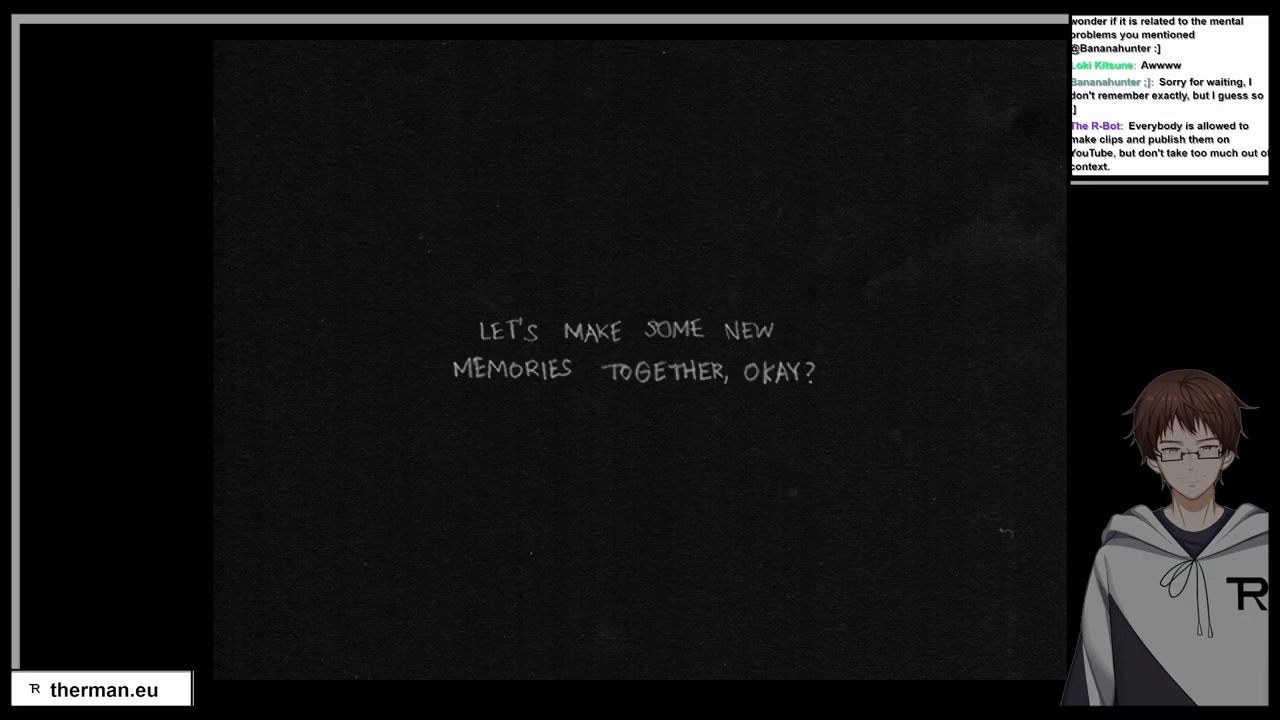 wonder if it is related to the mental
problems you mentioned
@Bananahunter :]
Loki Kitsune: Awwww
Bananahunter ;]: Sorry for waiting, I
don't remember exactly, but I guess so
:]
The R-Bot: Everybody is allowed to
make clips and publish them on
YouTube, but don't take too much out of
context.
LET'S MAKE SOME NEW
MEMORIES TOGETHER, OKAY?
TR
TR therman.eu